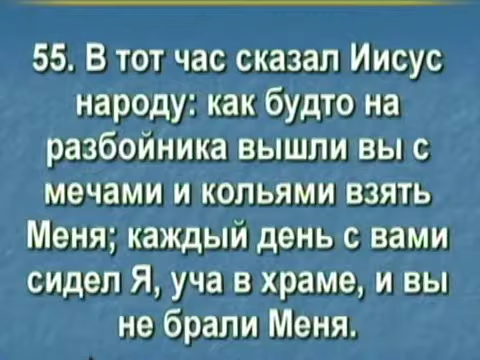 55. В тот час сказал Иисус
народу: как будто на
разбойника вышли вы с
мечами и кольями взять
Меня; каждый день с вами
сидел Я, уча в храме, и вы
не брали Меня.